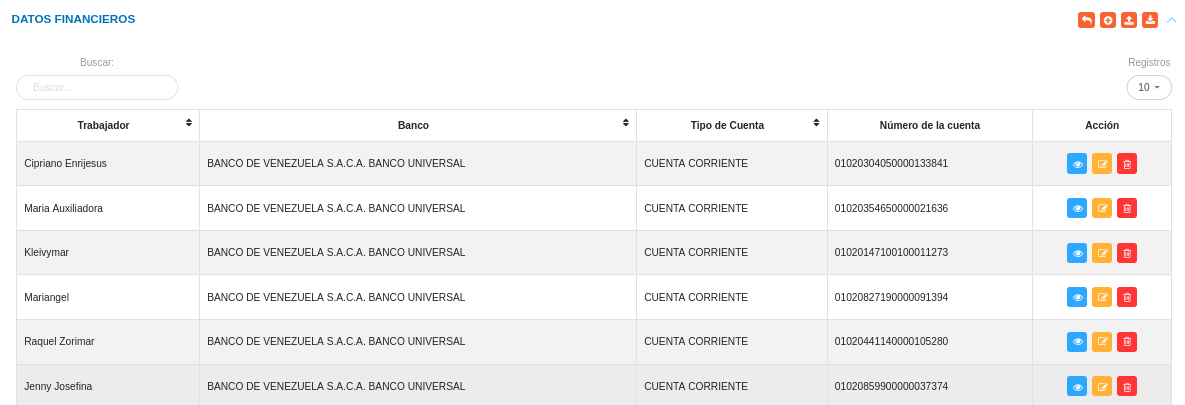 DATOS FINANCIEROS
Buscar: Registros
Buscar... 10
Trabajador Banco Tipo de Cuenta Número de la cuenta Acción
Cipriano Enrijesus BANCO DE VENEZUELA S.A.C.A. BANCO UNIVERSAL CUENTA CORRIENTE 01020304050000133841
Maria Auxiliadora BANCO DE VENEZUELA S.A.C.A. BANCO UNIVERSAL CUENTA CORRIENTE 01020354650000021636
Kleivymar BANCO DE VENEZUELA S.A.C.A. BANCO UNIVERSAL CUENTA CORRIENTE 01020147100100011273
Mariangel BANCO DE VENEZUELA S.A.C.A. BANCO UNIVERSAL CUENTA CORRIENTE 01020827190000091394
Raquel Zorimar BANCO DE VENEZUELA S.A.C.A. BANCO UNIVERSAL CUENTA CORRIENTE 01020441140000105280
Jenny Josefina BANCO DE VENEZUELA S.A.C.A. BANCO UNIVERSAL CUENTA CORRIENTE 01020859900000037374